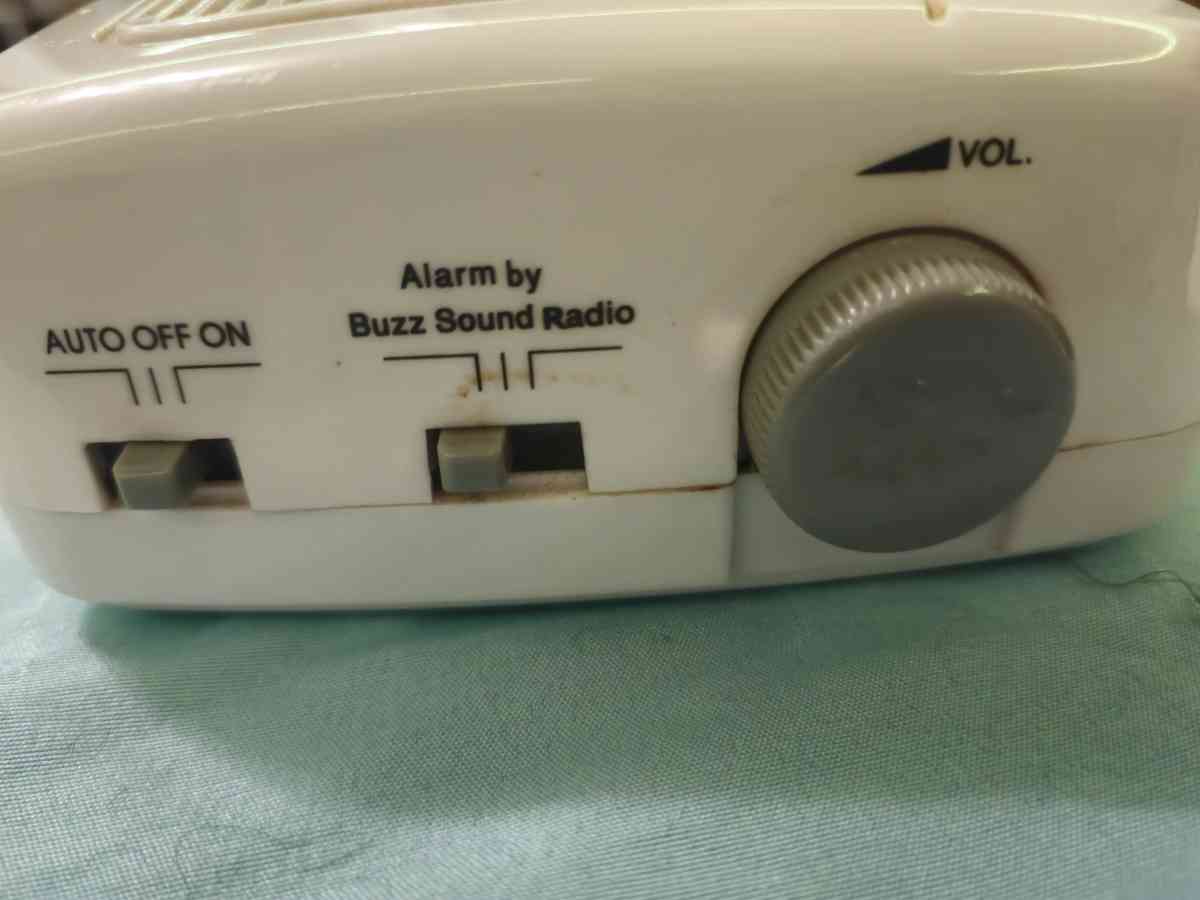 VOL.
Alarm by
Buzz Sound Radio
AUTO OFF ON